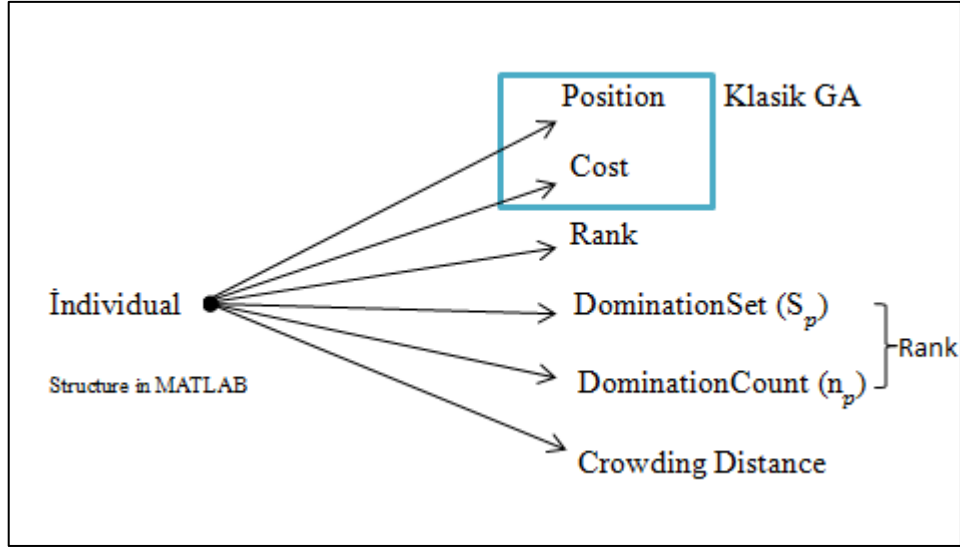 Position Klasik GA
Cost
Rank
İndividual
DominationSet (Sp)
Rank
Structure in MATLAB
DominationCount (np)
Crowding Distance